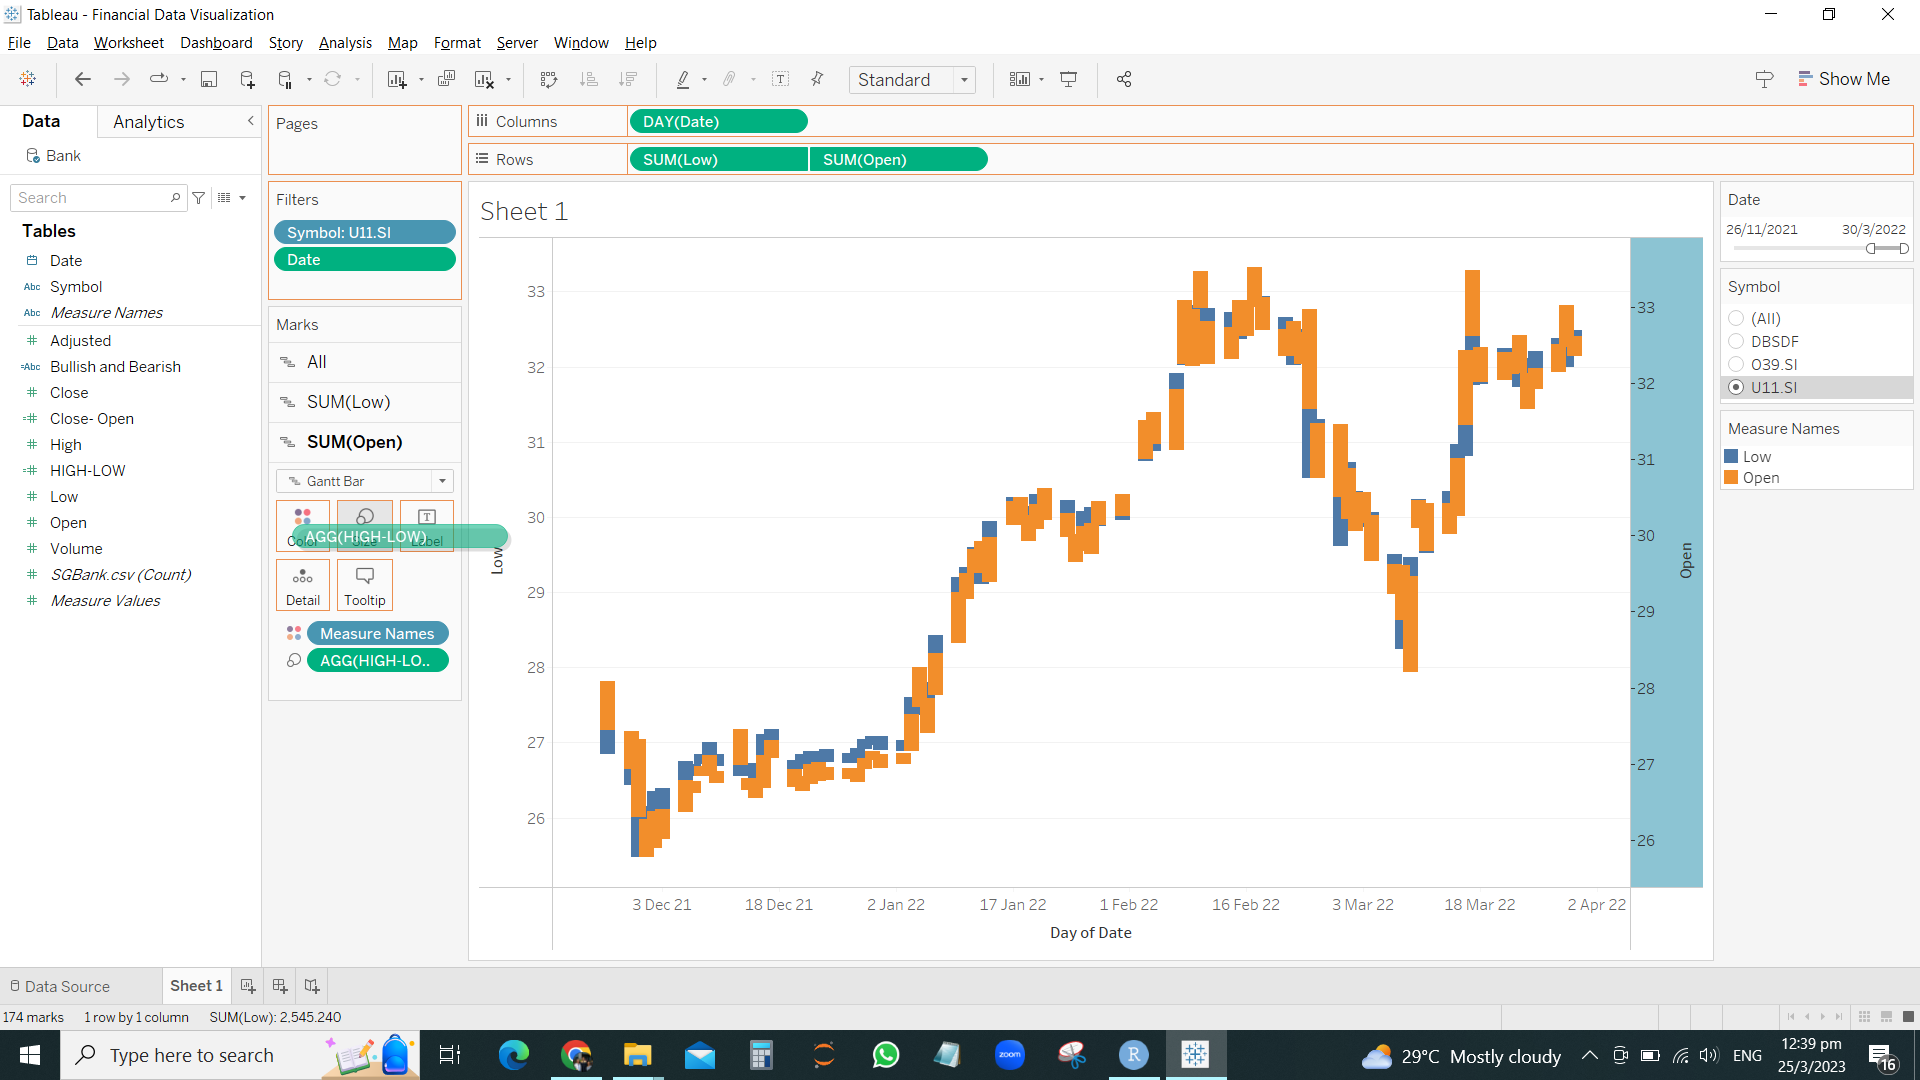 Tableau - Financial Data Visualization
File Data Worksheet Dashboard Story Analysis Map Format Server Window Help
Standard
Show Me
Data Analytics
Bank
Search
Tables
Date
Symbol
Measure Names
Adjusted
Bullish and Bearish
Close
Close- Open
High
HIGH-LOW
Low
Open
Volume
SGBank.csv (Count)
Measure Values
Pages
Filters
Symbol: U11.SI
Date
Marks
All
SUM(Low)
SUM(Open)
Gantt Bar
Color Size Label
AGG(HIGH-LOW)
Detail Tooltip
Measure Names
AGG(HIGH-LO..
Columns DAY(Date)
Rows SUM(Low) SUM(Open)
Sheet 1
Low
33
32
31
30
29
28
27
26
33
32
31
30
29
28
27
26
Open
3 Dec 21 18 Dec 21 2 Jan 22 17 Jan 22 1 Feb 22 16 Feb 22 3 Mar 22 18 Mar 22 2 Apr 22
Day of Date
Date
26/11/2021 30/3/2022
Symbol
(All)
DBSDF
O39.SI
U11.SI
Measure Names
Low
Open
Data Source Sheet 1
174 marks 1 row by 1 column SUM(Low): 2,545.240
Type here to search
zoom
R
29°C Mostly cloudy
ENG
12:39 pm
25/3/2023
16